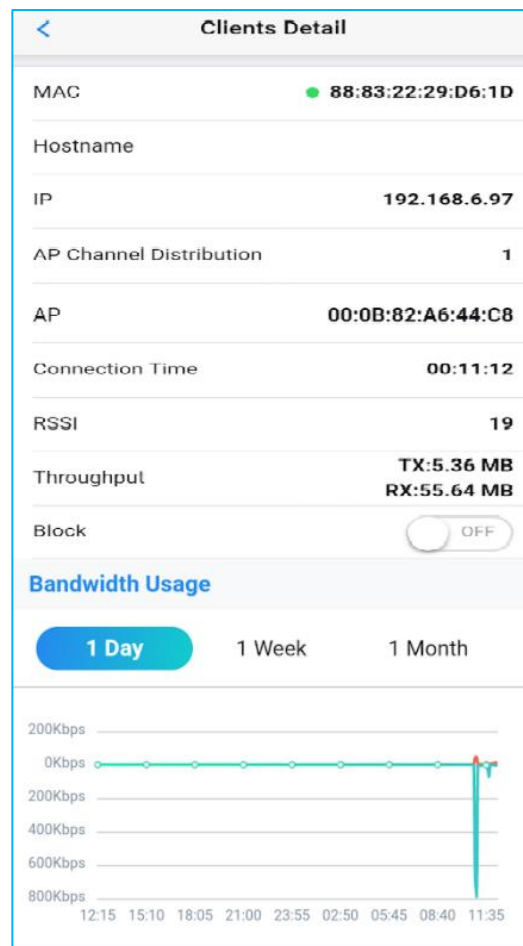 Clients Detail
MAC 88:83:22:29:D6:1D
Hostname
IP 192.168.6.97
AP Channel Distribution 1
AP 00:0B:82:A6:44:C8
Connection Time 00:11:12
RSSI 19
Throughput TX:5.36 MB
RX:55.64 MB
Block OFF
Bandwidth Usage
1 Day 1 Week 1 Month
200Kbps
0Kbps
200Kbps
400Kbps
600Kbps
800Kbps
12:15 15:10 18:05 21:00 23:55 02:50 05:45 08:40 11:35